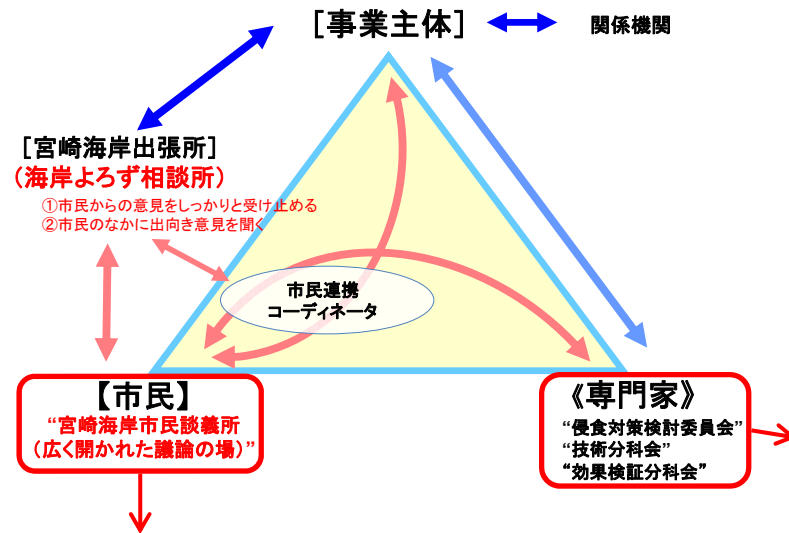 ［事業主体］
関係機関
［宮崎海岸出張所］
（海岸よろず相談所）
①市民からの意見をしっかりと受け止める
②市民のなかに出向き意見を聞く
市民連携
コーディネータ
【市民】
“宮崎海岸市民談義所
（広く開かれた議論の場）”
《専門家》
“侵食対策検討委員会”
“技術分科会”
“効果検証分科会”